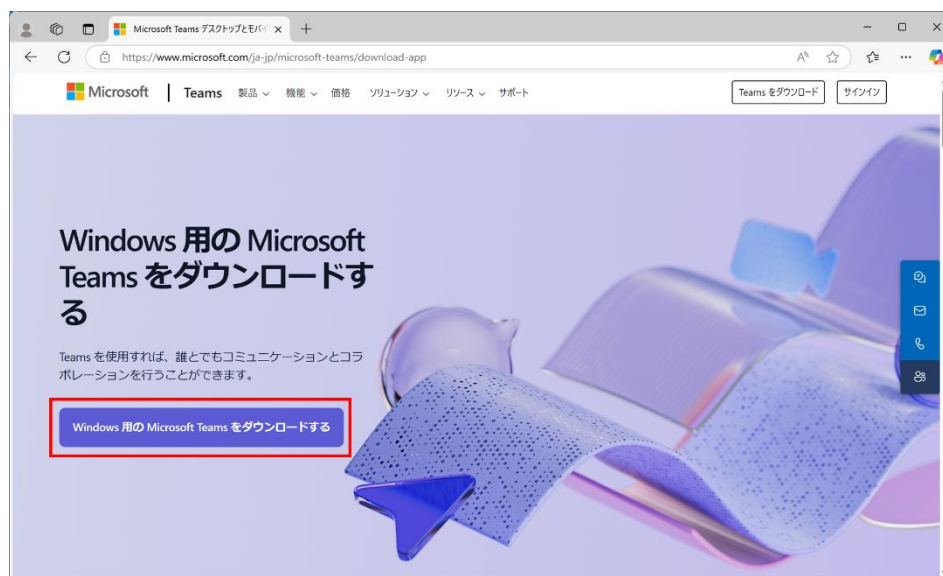 Microsoft Teams デスクトップとモバイ
https://www.microsoft.com/ja-jp/microsoft-teams/download-app
Microsoft Teams 製品 機能 価格 ソリューション リソース サポート Teams をダウンロード サインイン
Windows 用の Microsoft
Teams をダウンロードす
る
Teams を使用すれば、誰とでもコミュニケーションとコラ
ボレーションを行うことができます。
Windows 用の Microsoft Teams をダウンロードする